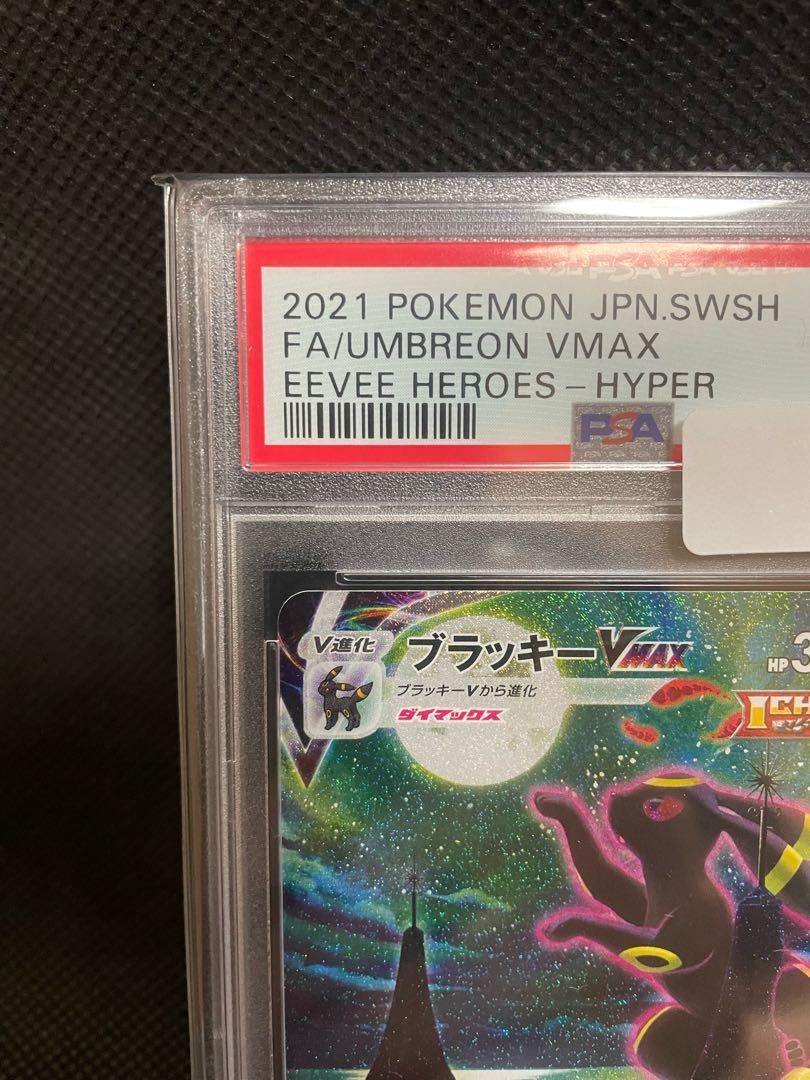 2021 POKEMON JPN.SWSH
FA/UMBREON VMAX
EEVEE HEROES - HYPER
PSA
V進化
ブラッキーVMAX
HP 3
ブラッキーVから進化
ダイマックス
ICH